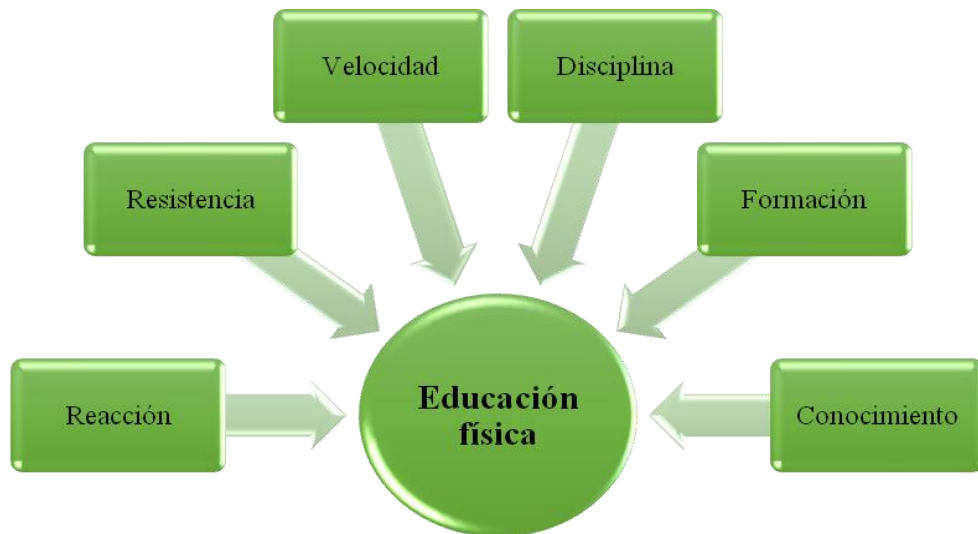 Velocidad
Disciplina
Resistencia
Formación
Reacción
Educación
física
Conocimiento